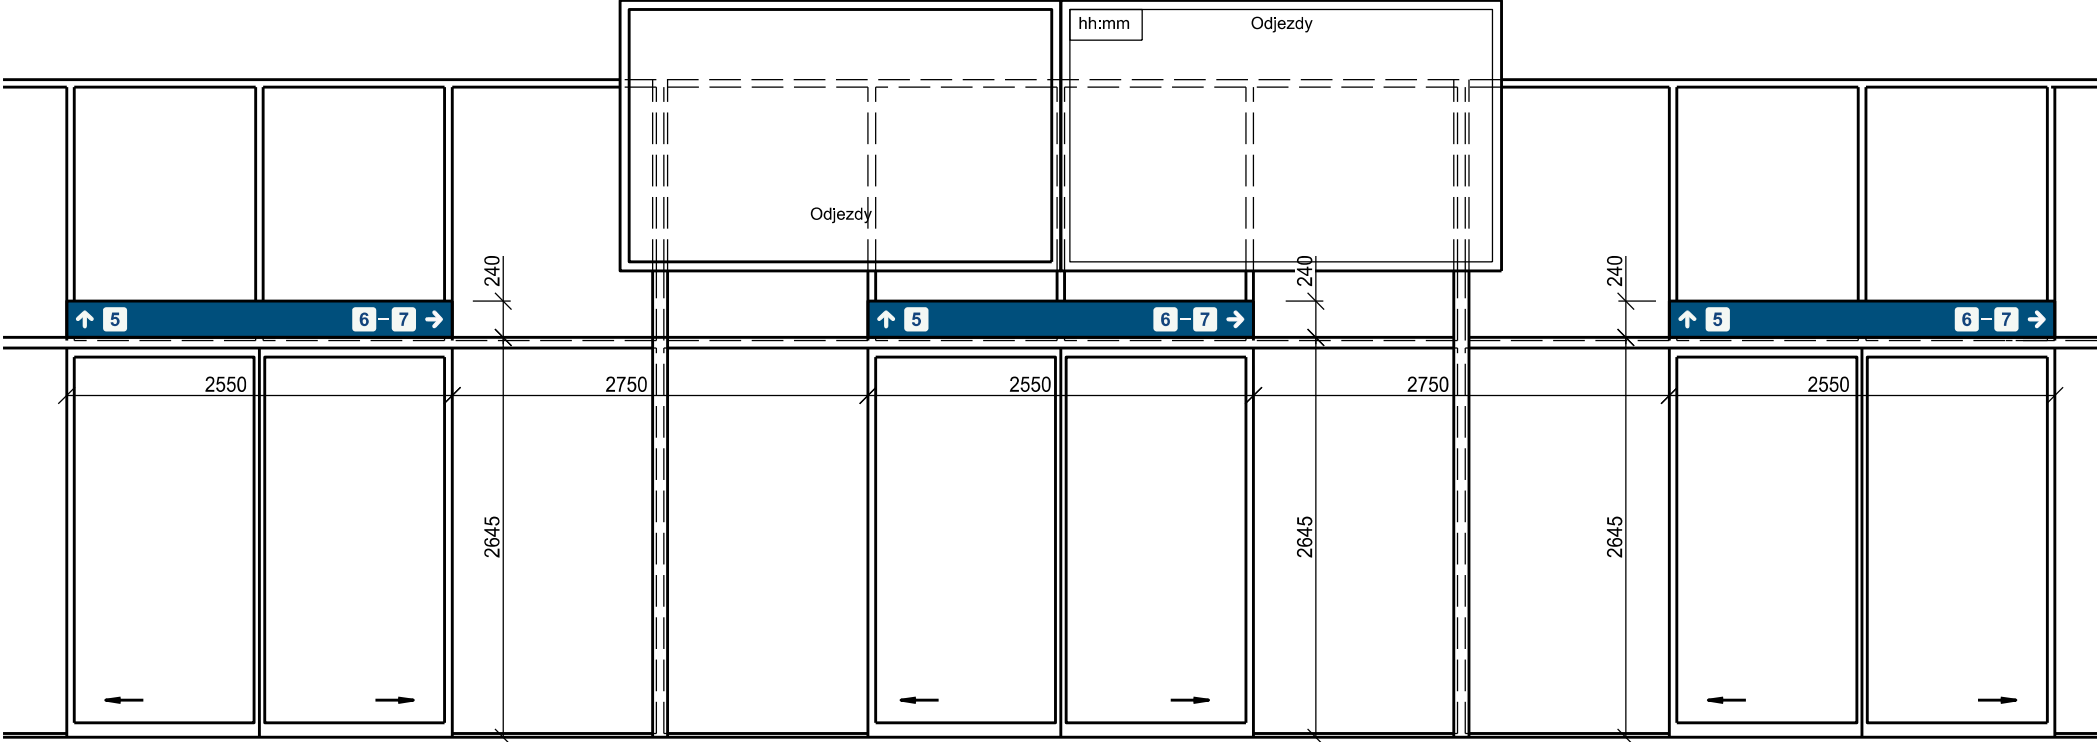 hh:mm Odjezdy
Odjezdy
240 240 240
5 6–7 5 6–7 5 6–7
2550 2750 2550 2750 2550
2645 2645 2645